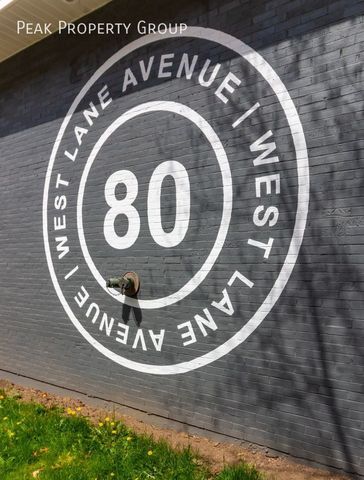 Peak Property Group
WEST LANE AVENUE | WEST LANE AVENUE |
80